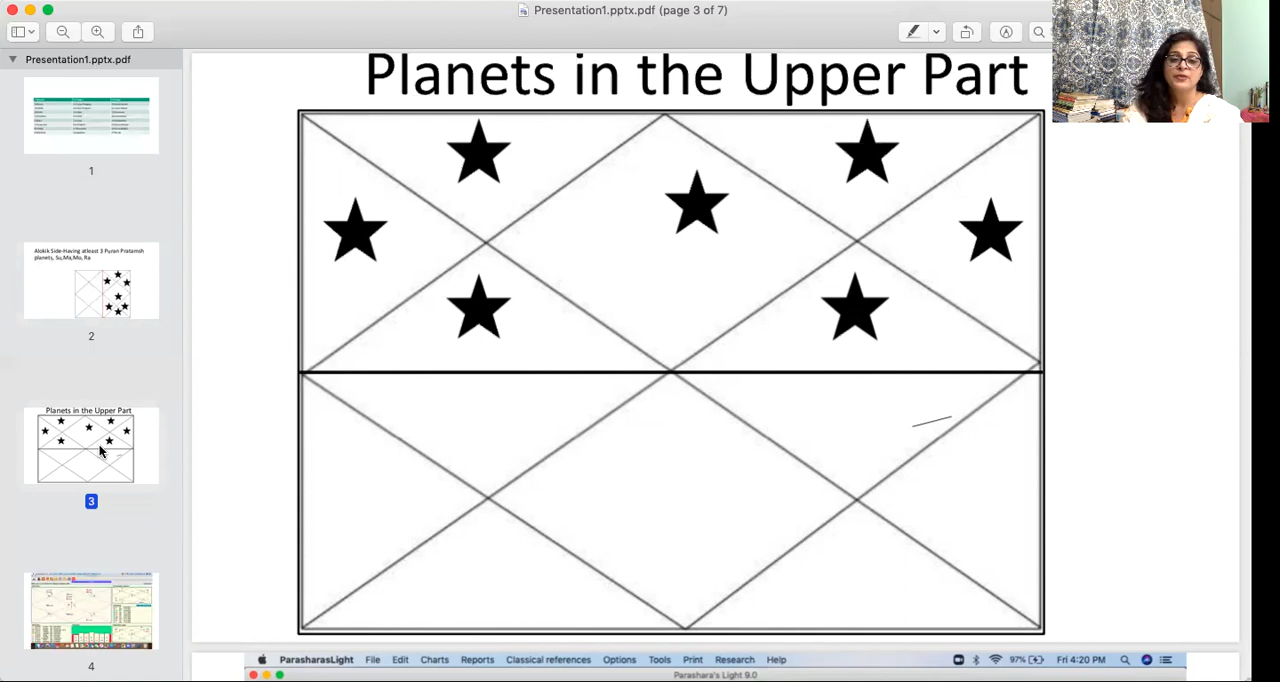 Presentation1.pptx.pdf (page 3 of 7)
Presentation1.pptx.pdf
1
Alokik Side-Having atleast 3 Puran Pratamsh
planets, Su,Ma,Mo, Ra
2
Planets in the Upper Part
3
4
Planets in the Upper Part
ParasharasLight File Edit Charts Reports Classical references Options Tools Print Research Help 97% Fri 4:20 PM
Parashara's Light 9.0